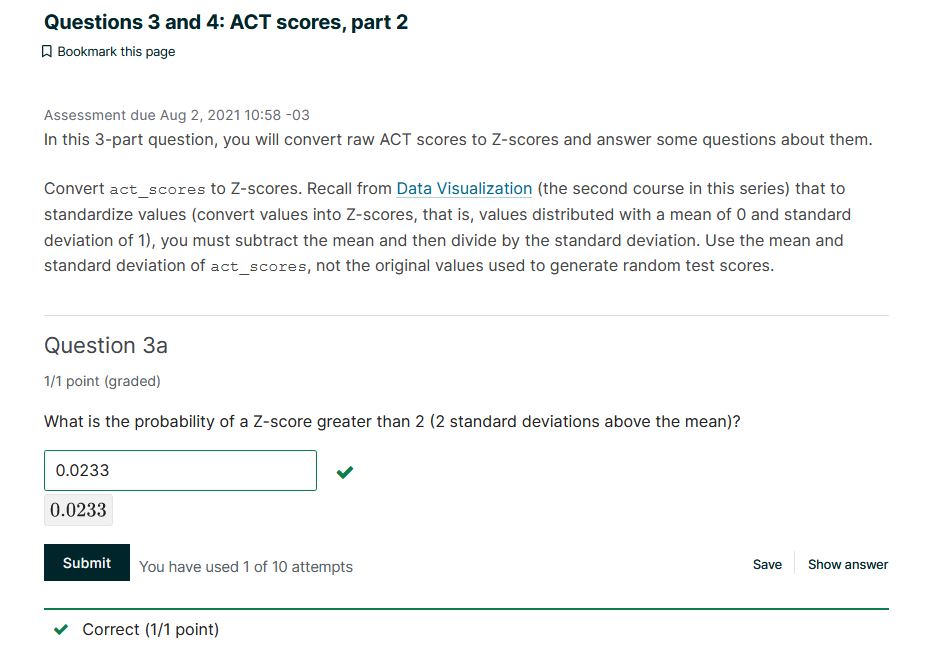 Questions 3 and 4: ACT scores, part 2
Bookmark this page
Assessment due Aug 2, 2021 10:58 -03
In this 3-part question, you will convert raw ACT scores to Z-scores and answer some questions about them.
Convert act_scores to Z-scores. Recall from Data Visualization (the second course in this series) that to
standardize values (convert values into Z-scores, that is, values distributed with a mean of 0 and standard
deviation of 1), you must subtract the mean and then divide by the standard deviation. Use the mean and
standard deviation of act_scores, not the original values used to generate random test scores.
Question 3a
1/1 point (graded)
What is the probability of a Z-score greater than 2 (2 standard deviations above the mean)?
0.0233
0.0233
Submit You have used 1 of 10 attempts Save Show answer
Correct (1/1 point)